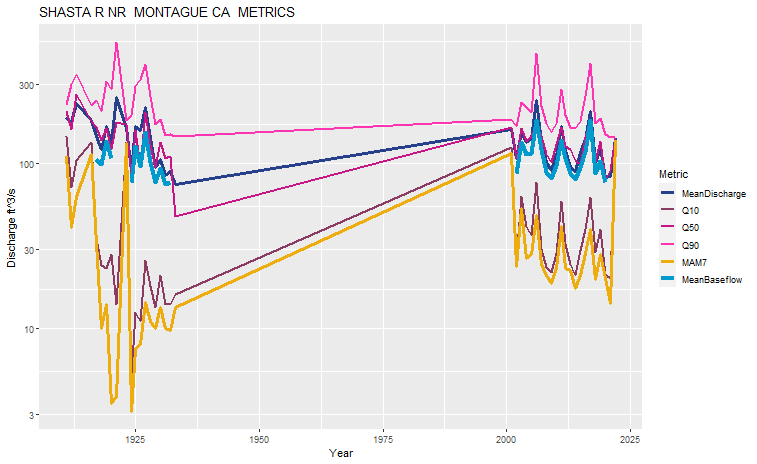 SHASTA R NR  MONTAGUE CA  METRICS
Discharge ft^3/s
300
100
30
10
3
1925
1950
1975
2000
2025
Year
Metric
MeanDischarge
Q10
Q50
Q90
MAM7
MeanBaseflow